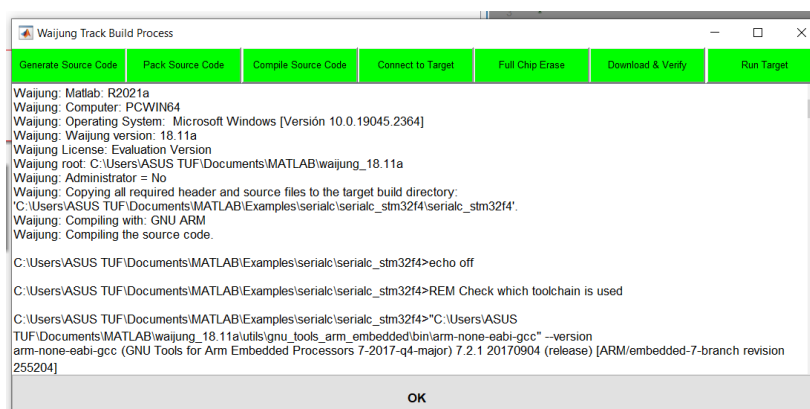 Waijung Track Build Process
Generate Source Code Pack Source Code Compile Source Code Connect to Target Full Chip Erase Download & Verify Run Target
Waijung: Matlab: R2021a
Waijung: Computer: PCWIN64
Waijung: Operating System:  Microsoft Windows [Versión 10.0.19045.2364]
Waijung: Waijung version: 18.11a
Waijung License: Evaluation Version
Waijung root: C:\Users\ASUS TUF\Documents\MATLAB\waijung_18.11a
Waijung: Administrator = No
Waijung: Copying all required header and source files to the target build directory:
'C:\Users\ASUS TUF\Documents\MATLAB\Examples\serialc\serialc_stm32f4\serialc_stm32f4'.
Waijung: Compiling with: GNU ARM
Waijung: Compiling the source code.
C:\Users\ASUS TUF\Documents\MATLAB\Examples\serialc\serialc_stm32f4>echo off
C:\Users\ASUS TUF\Documents\MATLAB\Examples\serialc\serialc_stm32f4>REM Check which toolchain is used
C:\Users\ASUS TUF\Documents\MATLAB\Examples\serialc\serialc_stm32f4>"C:\Users\ASUS
TUF\Documents\MATLAB\waijung_18.11a\utils\gnu_tools_arm_embedded\bin\arm-none-eabi-gcc" --version
arm-none-eabi-gcc (GNU Tools for Arm Embedded Processors 7-2017-q4-major) 7.2.1 20170904 (release) [ARM/embedded-7-branch revision
255204]
OK